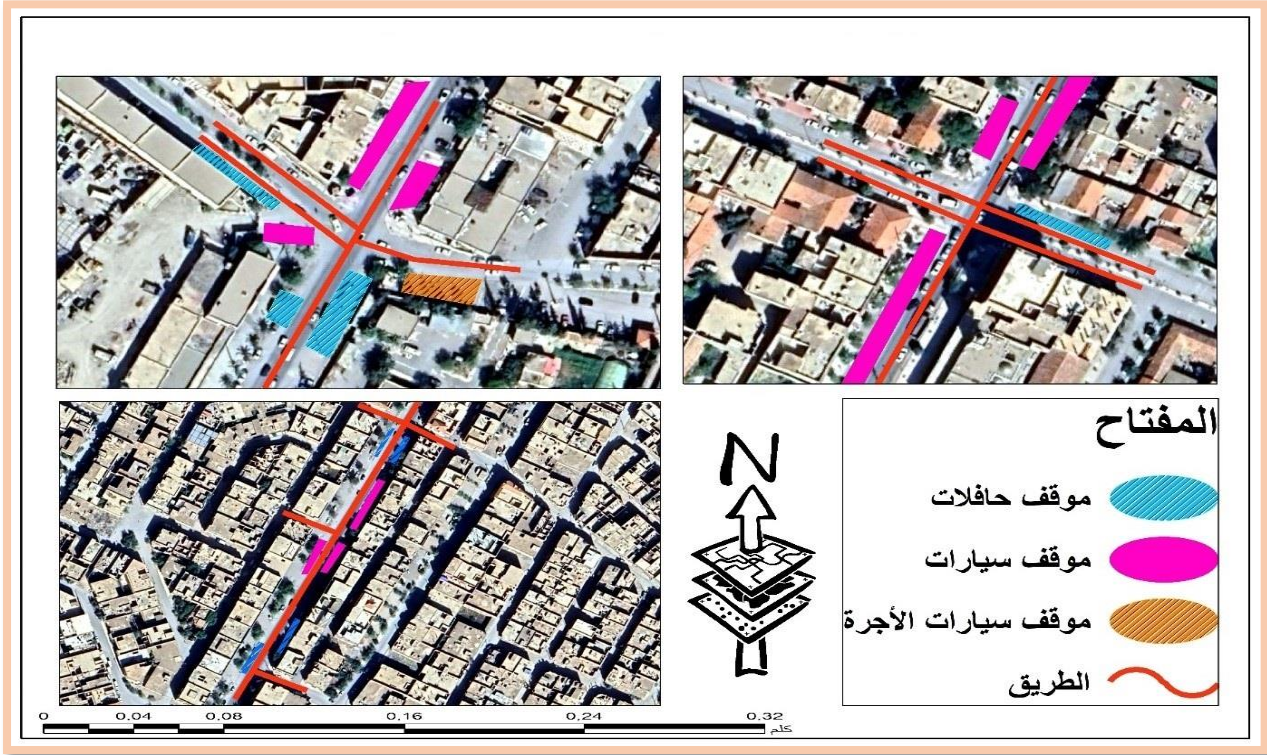 المفتاح
موقف حافلات
موقف سيارات
موقف سيارات الأجرة
الطريق
N
0 0.04 0,08 0,16 0,24 0.32
كلم